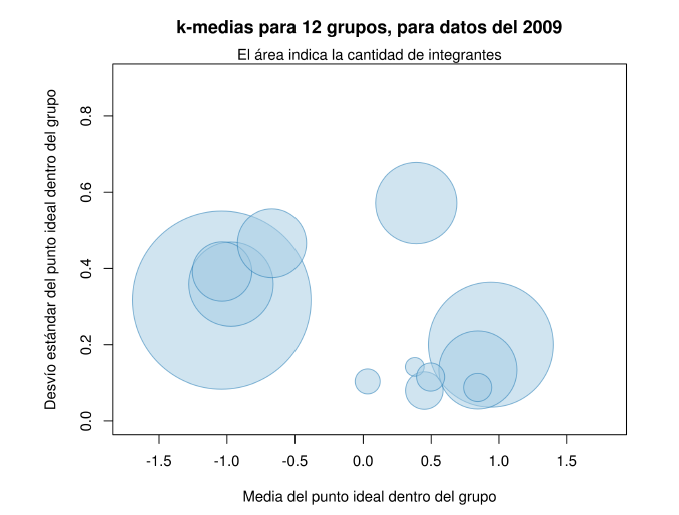 k-medias para 12 grupos, para datos del 2009
El área indica la cantidad de integrantes
Desvío estándar del punto ideal dentro del grupo
0.8
0.6
0.4
0.2
0.0
-1.5 -1.0 -0.5 0.0 0.5 1.0 1.5
Media del punto ideal dentro del grupo